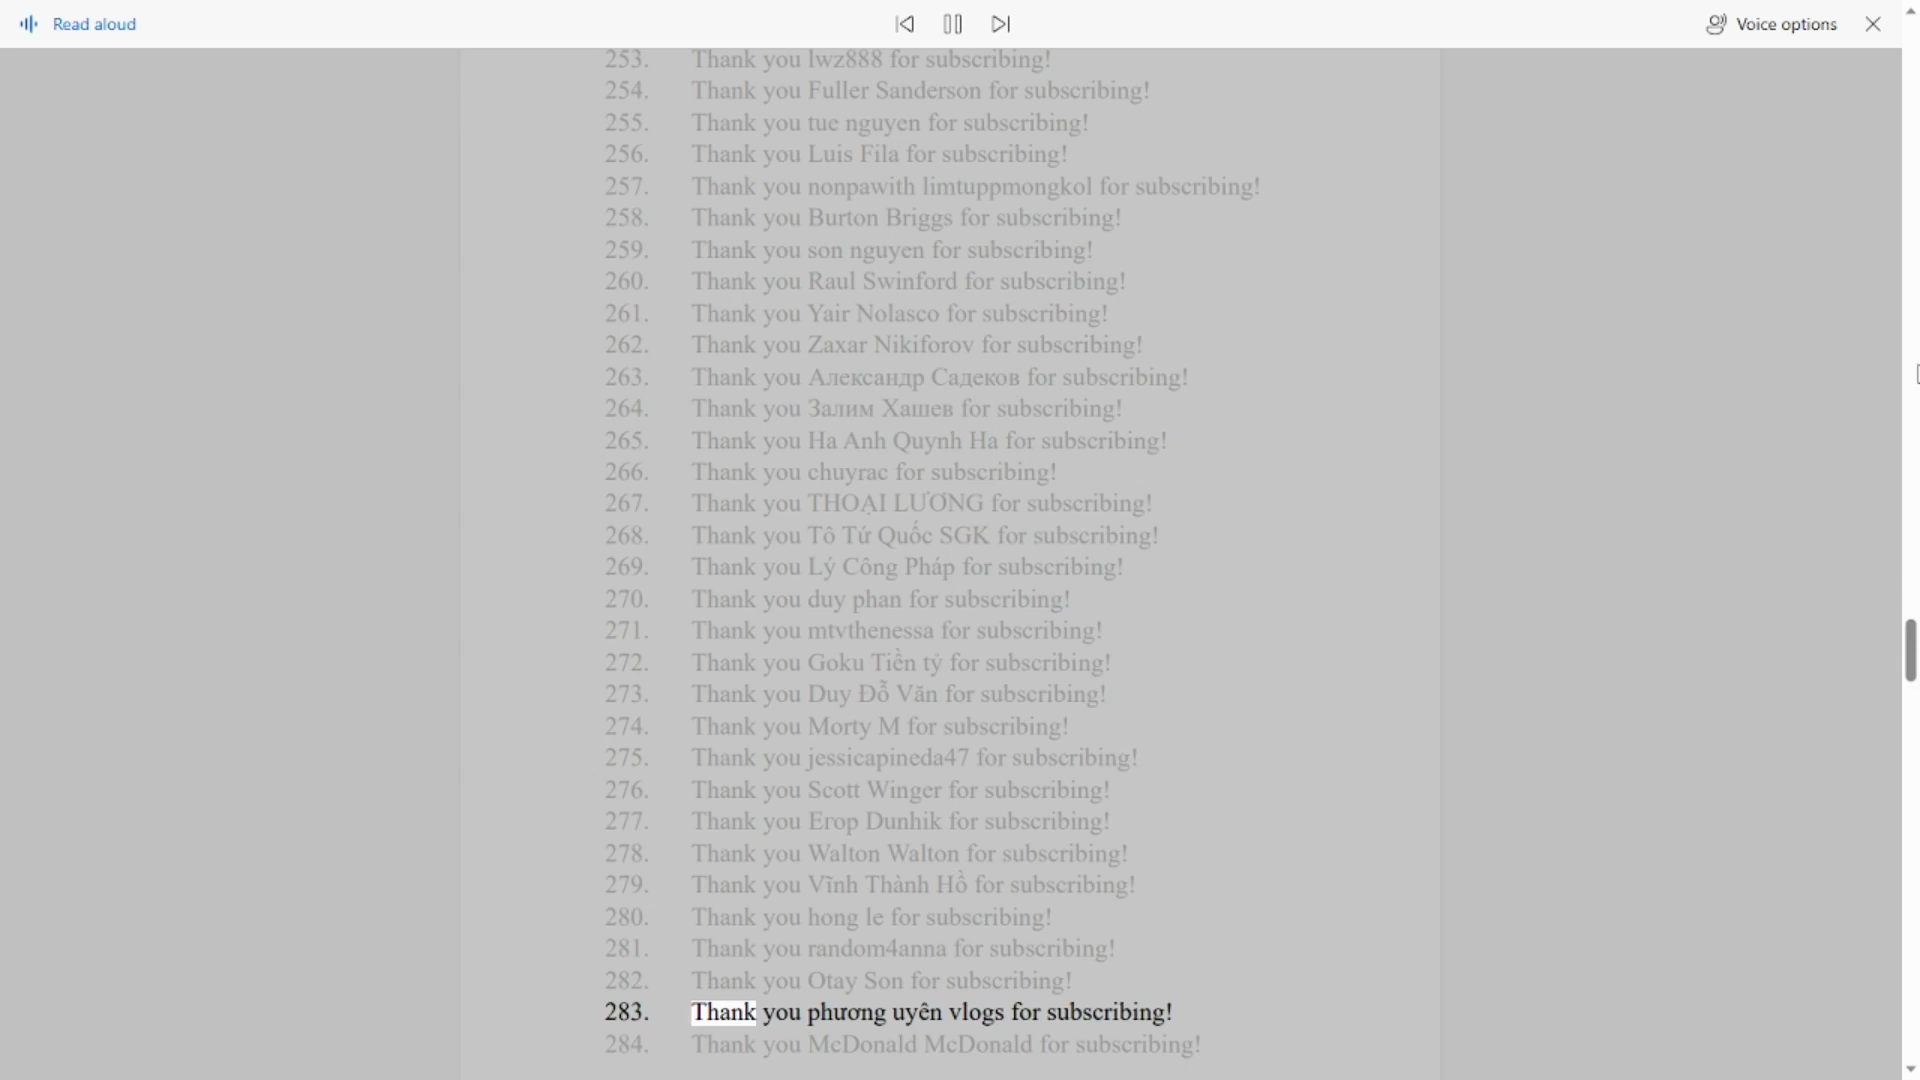 Read aloud
Voice options
253. Thank you lwz888 for subscribing!
254. Thank you Fuller Sanderson for subscribing!
255. Thank you tue nguyen for subscribing!
256. Thank you Luis Fila for subscribing!
257. Thank you nonpawith limtuppmongkol for subscribing!
258. Thank you Burton Briggs for subscribing!
259. Thank you son nguyen for subscribing!
260. Thank you Raul Swinford for subscribing!
261. Thank you Yair Nolasco for subscribing!
262. Thank you Zaxar Nikiforov for subscribing!
263. Thank you Александр Садеков for subscribing!
264. Thank you Залим Хашев for subscribing!
265. Thank you Ha Anh Quynh Ha for subscribing!
266. Thank you chuyrac for subscribing!
267. Thank you THOẠI LƯƠNG for subscribing!
268. Thank you Tô Tứ Quốc SGK for subscribing!
269. Thank you Lý Công Pháp for subscribing!
270. Thank you duy phan for subscribing!
271. Thank you mtvthenessa for subscribing!
272. Thank you Goku Tiền tỷ for subscribing!
273. Thank you Duy Đỗ Văn for subscribing!
274. Thank you Morty M for subscribing!
275. Thank you jessicapineda47 for subscribing!
276. Thank you Scott Winger for subscribing!
277. Thank you Егор Dunhik for subscribing!
278. Thank you Walton Walton for subscribing!
279. Thank you Vĩnh Thành Hồ for subscribing!
280. Thank you hong le for subscribing!
281. Thank you random4anna for subscribing!
282. Thank you Otay Son for subscribing!
283. Thank you phương uyên vlogs for subscribing!
284. Thank you McDonald McDonald for subscribing!